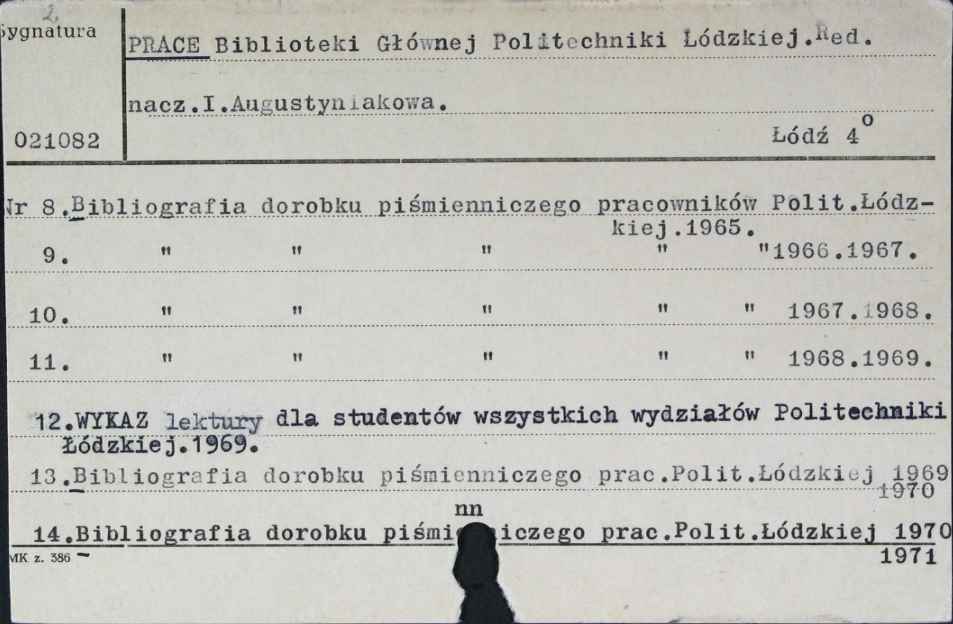 2,
Sygnatura
PRACE Biblioteki Głównej Politechniki Łódzkiej.Red.
nacz.I.Augustyniakowa.
021082
Łódź 4o
Nr 8.Bibliografia dorobku piśmienniczego pracowników Polit.Łódz-
kiej.1965.
9. " " " " "1966.1967.
10. " " " " " 1967.1968.
11. " " " " " 1968.1969.
12.WYKAZ lektury dla studentów wszystkich wydziałów Politechniki
Łódzkiej.1969.
13.Bibliografia dorobku piśmienniczego prac.Polit.Łódzkiej 1969
1970
nn
14.Bibliografia dorobku piśmienniczego prac.Polit.Łódzkiej 1970
1971
MK z. 386